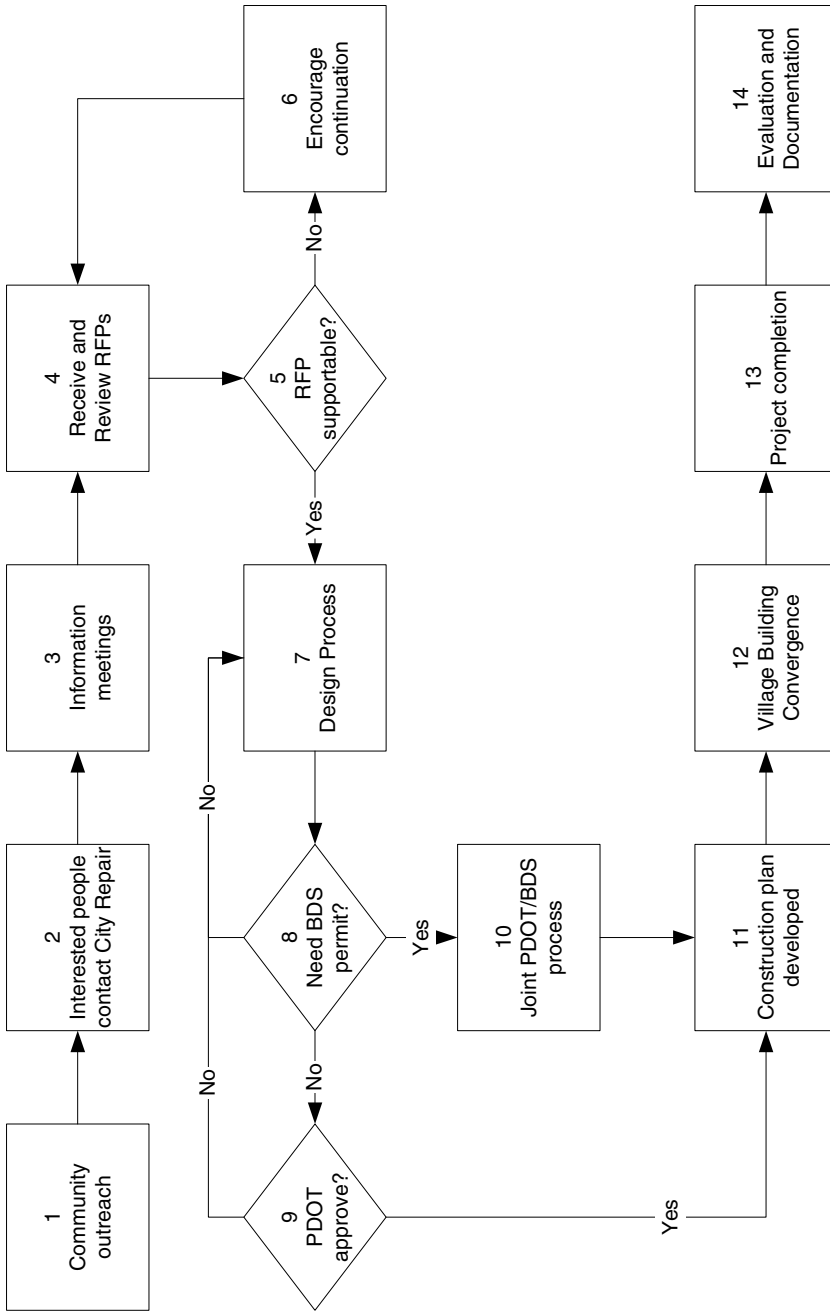 1
Community
outreach
2
Interested people
contact City Repair
3
Information
meetings
4
Receive and
Review RFPs
5
RFP
supportable?
No
6
Encourage
continuation
Yes
7
Design Process
8
Need BDS
permit?
No
No
No
9
PDOT
approve?
Yes
10
Joint PDOT/BDS
process
Yes
11
Construction plan
developed
12
Village Building
Convergence
13
Project completion
14
Evaluation and
Documentation